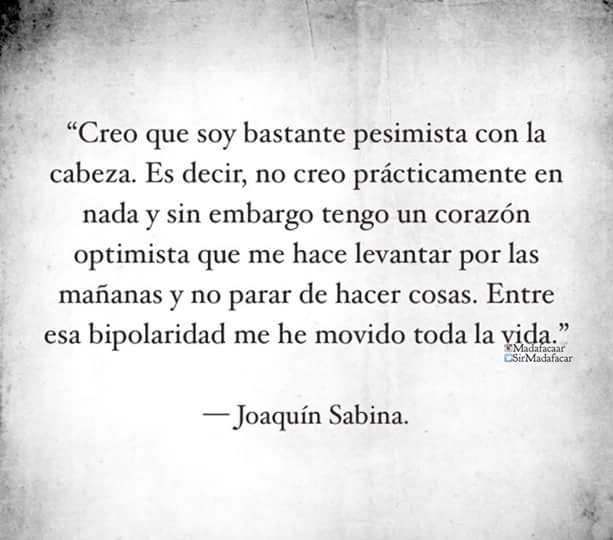 “Creo que soy bastante pesimista con la
cabeza. Es decir, no creo prácticamente en
nada y sin embargo tengo un corazón
optimista que me hace levantar por las
mañanas y no parar de hacer cosas. Entre
esa bipolaridad me he movido toda la vida.”
Madafacaar
SirMadafacar
— Joaquín Sabina.